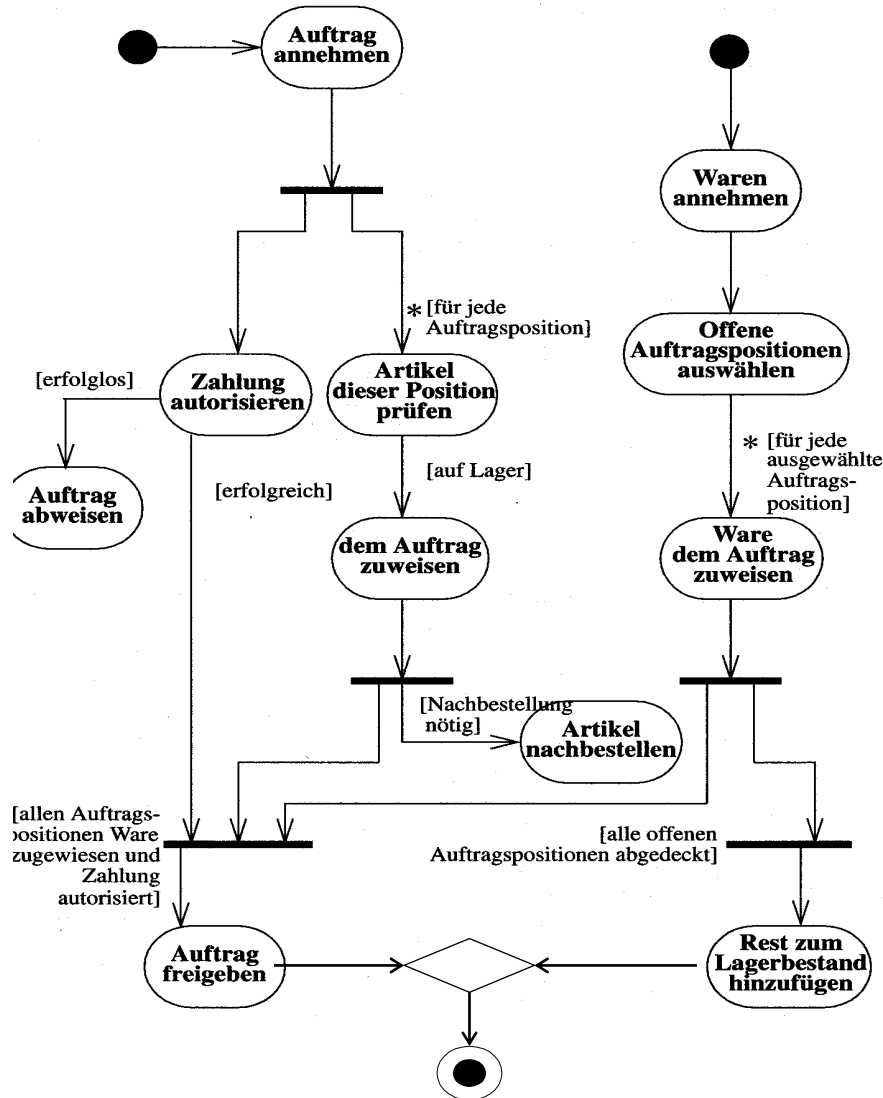 Auftrag
annehmen
Waren
annehmen
* [für jede
Auftragsposition]
Offene
Auftragspositionen
auswählen
[erfolglos]
Zahlung
autorisieren
Artikel
dieser Position
prüfen
* [für jede
ausgewählte
Auftrags-
position]
[auf Lager]
[erfolgreich]
Auftrag
abweisen
dem Auftrag
zuweisen
Ware
dem Auftrag
zuweisen
[Nachbestellung
nötig]
Artikel
nachbestellen
[allen Auftrags-
positionen Ware
zugewiesen und
Zahlung
autorisiert]
[alle offenen
Auftragspositionen abgedeckt]
Auftrag
freigeben
Rest zum
Lagerbestand
hinzufügen